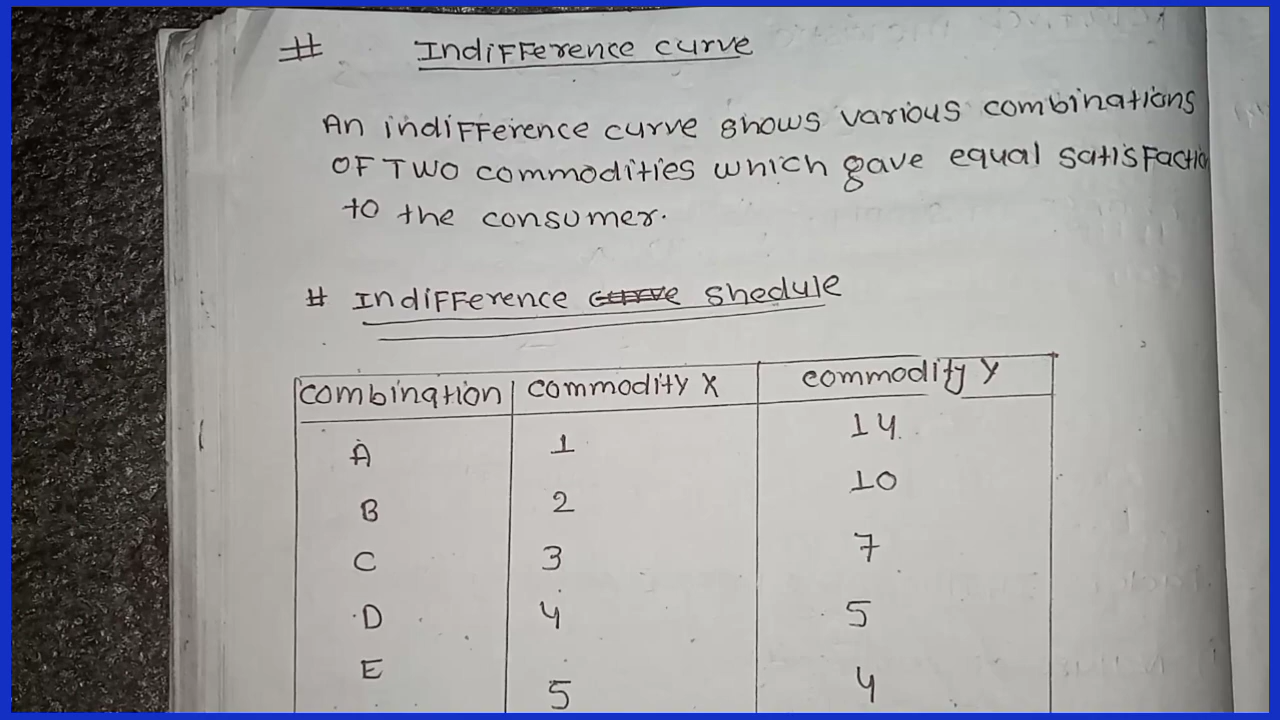 # Indifference curve
An indifference curve shows various combinations
of two commodities which gave equal satisfactio
to the consumer.
# Indifference curve shedule
combination commodity X commodity Y
A 1 14
B 2 10
C 3 7
D 4 5
E 5 4